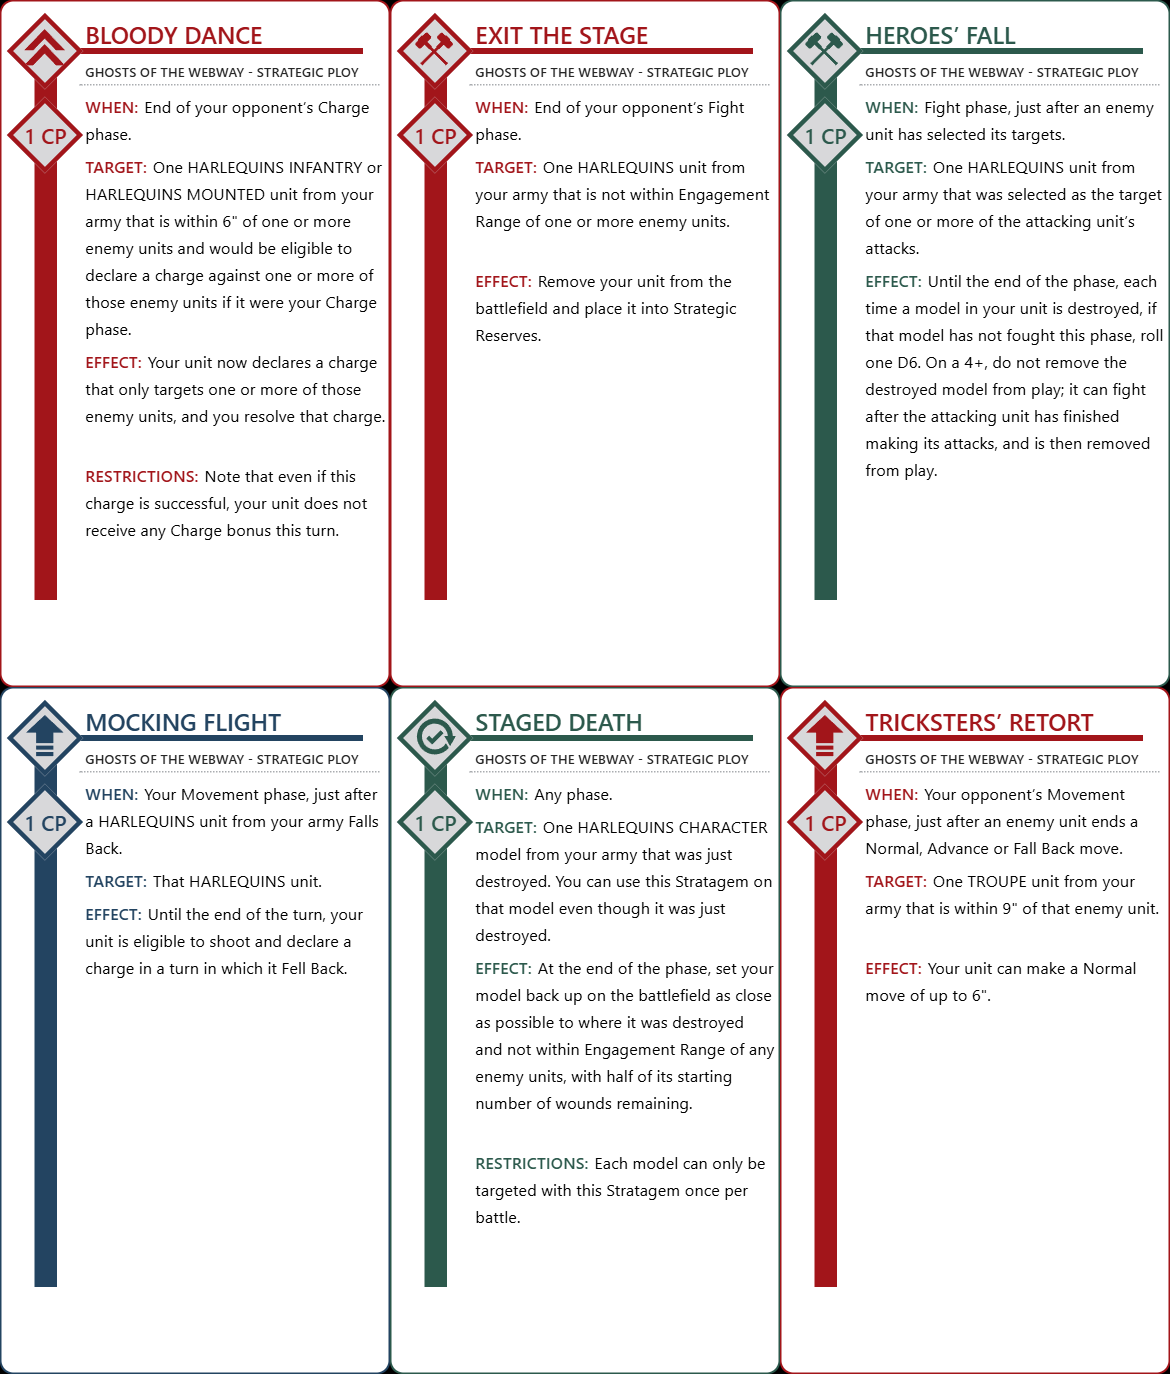 BLOODY DANCE
GHOSTS OF THE WEBWAY - STRATEGIC PLOY
1 CP
WHEN: End of your opponent’s Charge
phase.
TARGET: One HARLEQUINS INFANTRY or
HARLEQUINS MOUNTED unit from your
army that is within 6" of one or more
enemy units and would be eligible to
declare a charge against one or more of
those enemy units if it were your Charge
phase.
EFFECT: Your unit now declares a charge
that only targets one or more of those
enemy units, and you resolve that charge.
RESTRICTIONS: Note that even if this
charge is successful, your unit does not
receive any Charge bonus this turn.
EXIT THE STAGE
GHOSTS OF THE WEBWAY - STRATEGIC PLOY
1 CP
WHEN: End of your opponent’s Fight
phase.
TARGET: One HARLEQUINS unit from
your army that is not within Engagement
Range of one or more enemy units.
EFFECT: Remove your unit from the
battlefield and place it into Strategic
Reserves.
HEROES’ FALL
GHOSTS OF THE WEBWAY - STRATEGIC PLOY
1 CP
WHEN: Fight phase, just after an enemy
unit has selected its targets.
TARGET: One HARLEQUINS unit from
your army that was selected as the target
of one or more of the attacking unit’s
attacks.
EFFECT: Until the end of the phase, each
time a model in your unit is destroyed, if
that model has not fought this phase, roll
one D6. On a 4+, do not remove the
destroyed model from play; it can fight
after the attacking unit has finished
making its attacks, and is then removed
from play.
MOCKING FLIGHT
GHOSTS OF THE WEBWAY - STRATEGIC PLOY
1 CP
WHEN: Your Movement phase, just after
a HARLEQUINS unit from your army Falls
Back.
TARGET: That HARLEQUINS unit.
EFFECT: Until the end of the turn, your
unit is eligible to shoot and declare a
charge in a turn in which it Fell Back.
STAGED DEATH
GHOSTS OF THE WEBWAY - STRATEGIC PLOY
1 CP
WHEN: Any phase.
TARGET: One HARLEQUINS CHARACTER
model from your army that was just
destroyed. You can use this Stratagem on
that model even though it was just
destroyed.
EFFECT: At the end of the phase, set your
model back up on the battlefield as close
as possible to where it was destroyed
and not within Engagement Range of any
enemy units, with half of its starting
number of wounds remaining.
RESTRICTIONS: Each model can only be
targeted with this Stratagem once per
battle.
TRICKSTERS’ RETORT
GHOSTS OF THE WEBWAY - STRATEGIC PLOY
1 CP
WHEN: Your opponent’s Movement
phase, just after an enemy unit ends a
Normal, Advance or Fall Back move.
TARGET: One TROUPE unit from your
army that is within 9" of that enemy unit.
EFFECT: Your unit can make a Normal
move of up to 6".